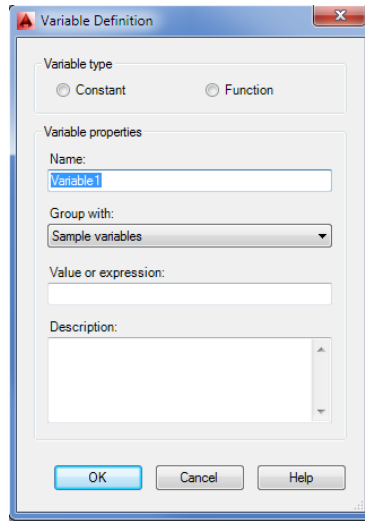 Variable Definition
Variable type
Constant Function
Variable properties
Name:
Variable1
Group with:
Sample variables
Value or expression:
Description:
OK Cancel Help